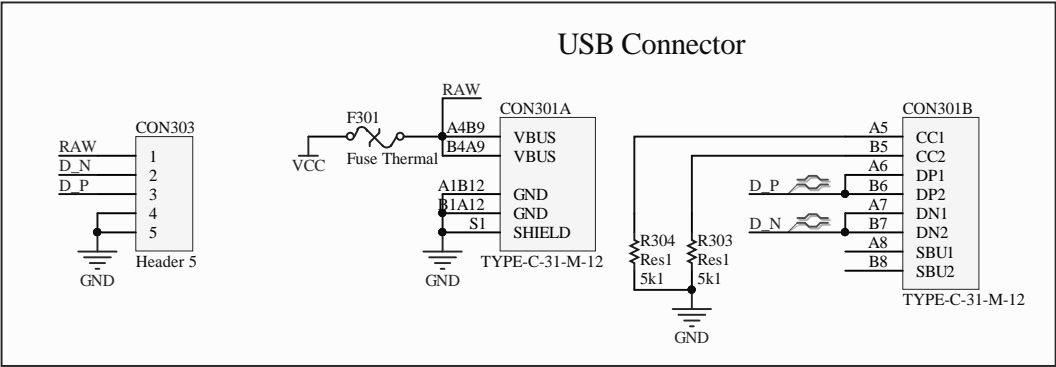 USB Connector
CON303
RAW
D_N
D_P
1
2
3
4
5
Header 5
GND
RAW
F301
Fuse Thermal
VCC
CON301A
A4B9
B4A9
A1B12
B1A12
S1
VBUS
VBUS
GND
GND
SHIELD
TYPE-C-31-M-12
GND
CON301B
A5
B5
A6
B6
A7
B7
A8
B8
CC1
CC2
DP1
DP2
DN1
DN2
SBU1
SBU2
TYPE-C-31-M-12
D_P
D_N
R304
Res1
5k1
R303
Res1
5k1
GND